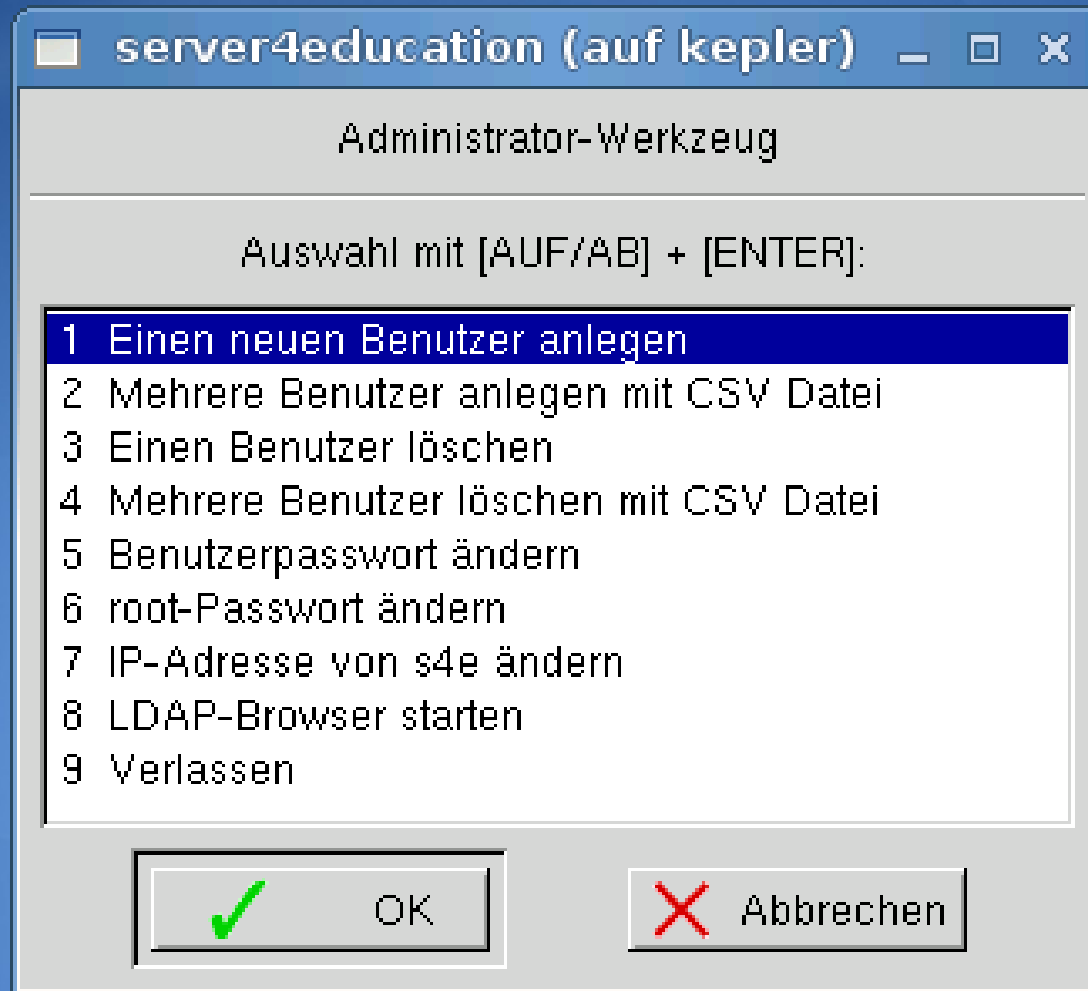 server4education (auf kepler)
Administrator-Werkzeug
Auswahl mit [AUF/AB] + [ENTER]:
1 Einen neuen Benutzer anlegen
2 Mehrere Benutzer anlegen mit CSV Datei
3 Einen Benutzer löschen
4 Mehrere Benutzer löschen mit CSV Datei
5 Benutzerpasswort ändern
6 root-Passwort ändern
7 IP-Adresse von s4e ändern
8 LDAP-Browser starten
9 Verlassen
OK
Abbrechen